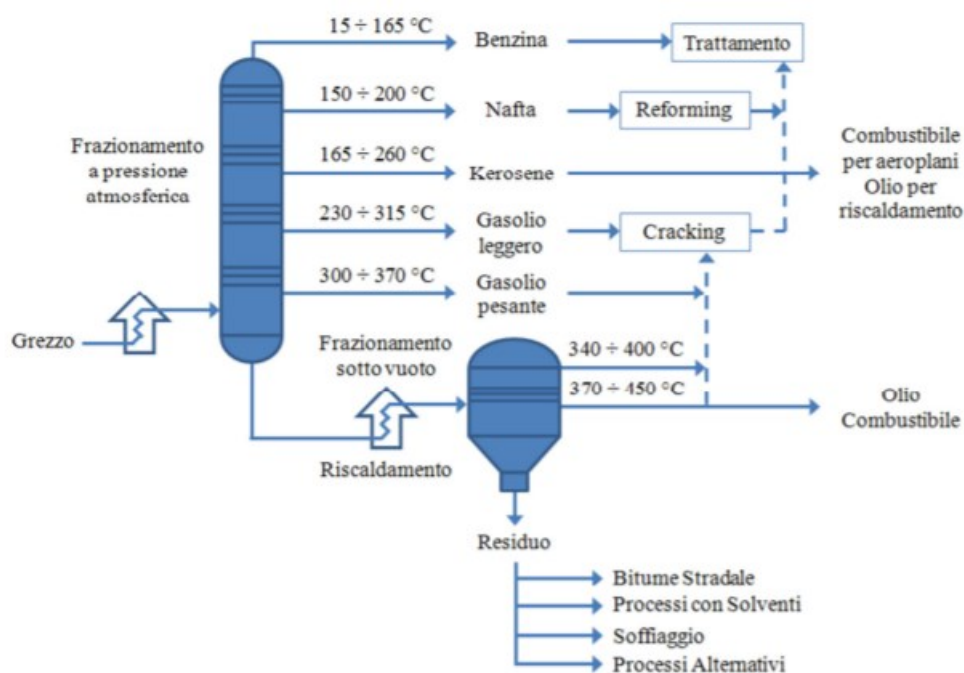 15 ÷ 165 °C
Benzina
Trattamento
150 ÷ 200 °C
Nafta
Reforming
Frazionamento
a pressione
atmosferica
165 ÷ 260 °C
Kerosene
Combustibile
per aeroplani
Olio per
riscaldamento
230 ÷ 315 °C
Gasolio
leggero
Cracking
300 ÷ 370 °C
Gasolio
pesante
Grezzo
Frazionamento
sotto vuoto
340 ÷ 400 °C
370 ÷ 450 °C
Olio
Combustibile
Riscaldamento
Residuo
Bitume Stradale
Processi con Solventi
Soffiaggio
Processi Alternativi